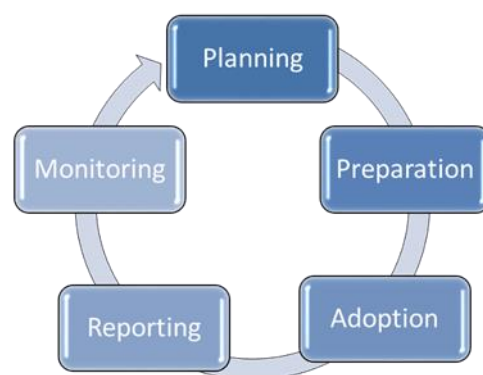 Planning
Preparation
Adoption
Reporting
Monitoring